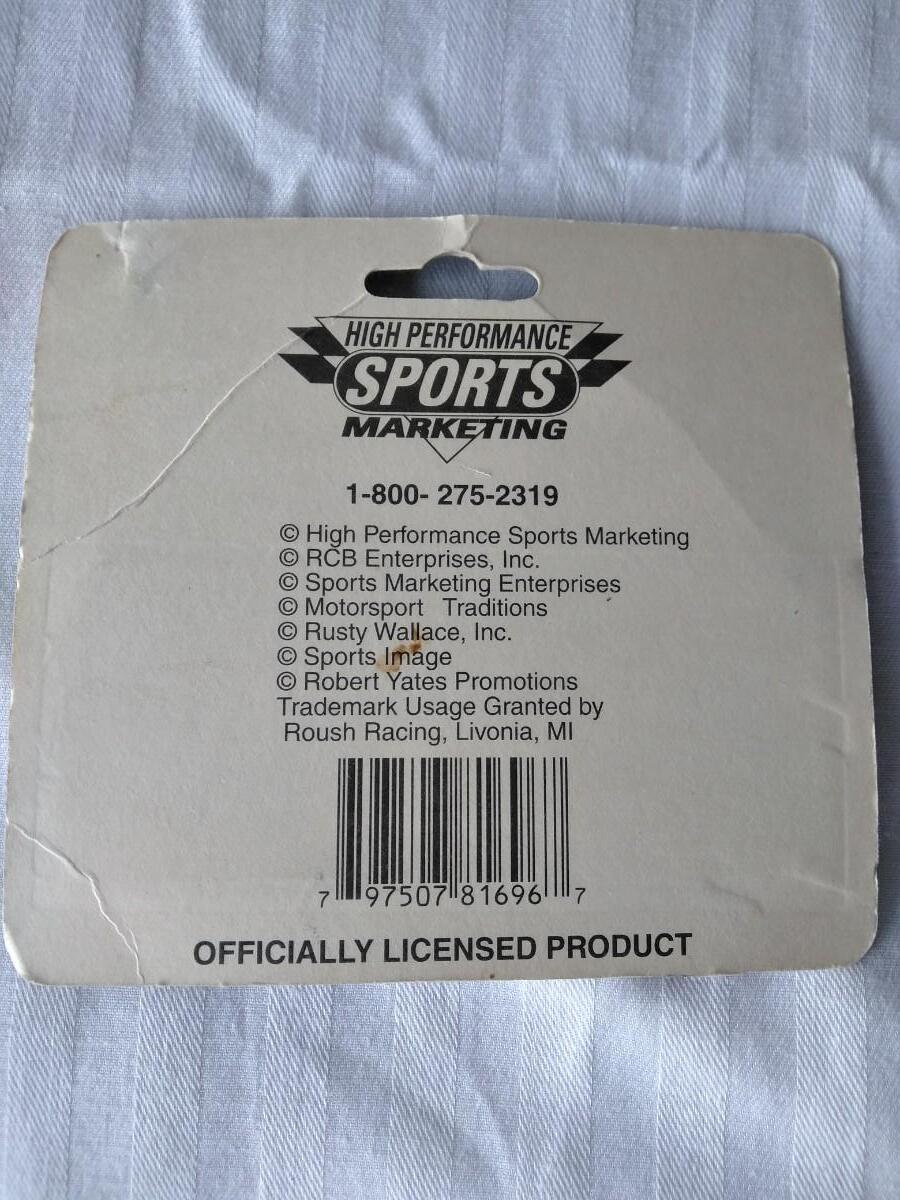 HIGH PERFORMANCE
SPORTS
MARKETING
1-800- 275-2319
© High Performance Sports Marketing
© RCB Enterprises, Inc.
© Sports Marketing Enterprises
© Motorsport Traditions
© Rusty Wallace, Inc.
© Sports Image
© Robert Yates Promotions
Trademark Usage Granted by
Roush Racing, Livonia, MI
7 97507 81696 7
OFFICIALLY LICENSED PRODUCT